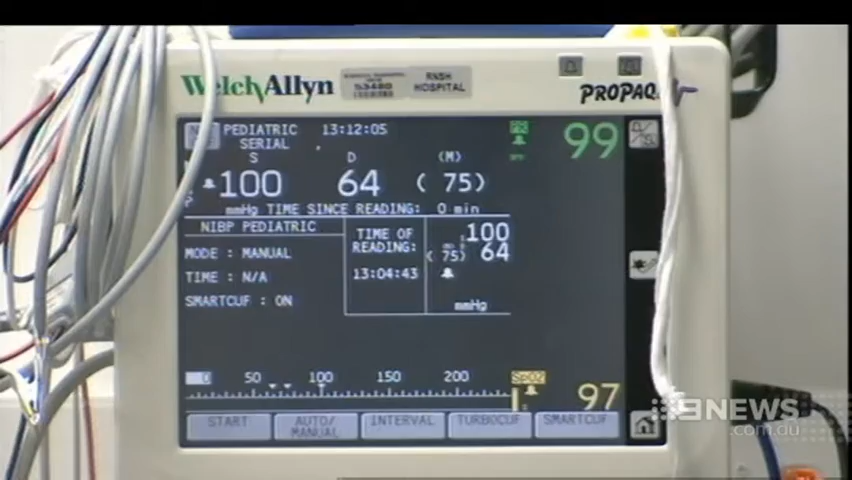 WelchAllyn
53480
RNSH
HOSPITAL
PROPAQ
PEDIATRIC 13:12:05
SERIAL
S D (M)
100 64 ( 75)
mmHg TIME SINCE READING: 0 min
PR
99
NIBP PEDIATRIC
MODE : MANUAL
TIME : N/A
SMARTCUF : ON
TIME OF
READING:
13:04:43
100
( 75) 64
mmHg
0 50 100 150 200
SpO2
97
START
AUTO/
MANUAL
INTERVAL
TURBOCUF
SMARTCUF
9NEWS
.com.au